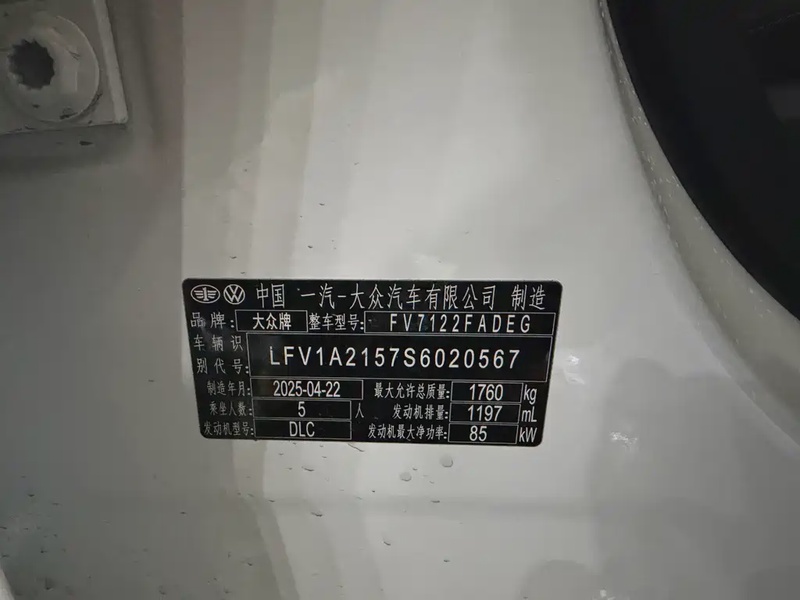 中国 一汽-大众汽车有限公司 制造
品牌: 大众牌 整车型号: FV7122FADEG
车辆识别代号: LFV1A2157S6020567
制造年月: 2025-04-22 最大允许总质量: 1760 kg
乘坐人数: 5 人 发动机排量: 1197 mL
发动机型号: DLC 发动机最大净功率: 85 kW